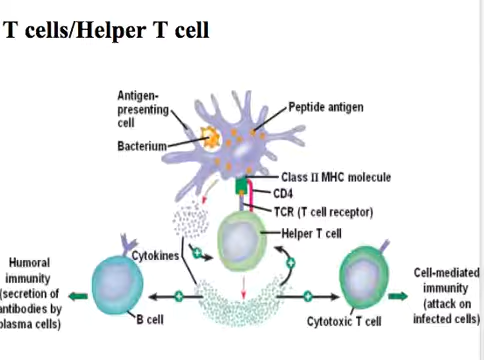 T cells/Helper T cell
Antigen-
presenting
cell
Peptide antigen
Bacterium
Class II MHC molecule
CD4
TCR (T cell receptor)
Helper T cell
Cytokines
Humoral
immunity
(secretion of
antibodies by
plasma cells)
B cell
Cytotoxic T cell
Cell-mediated
immunity
(attack on
infected cells)